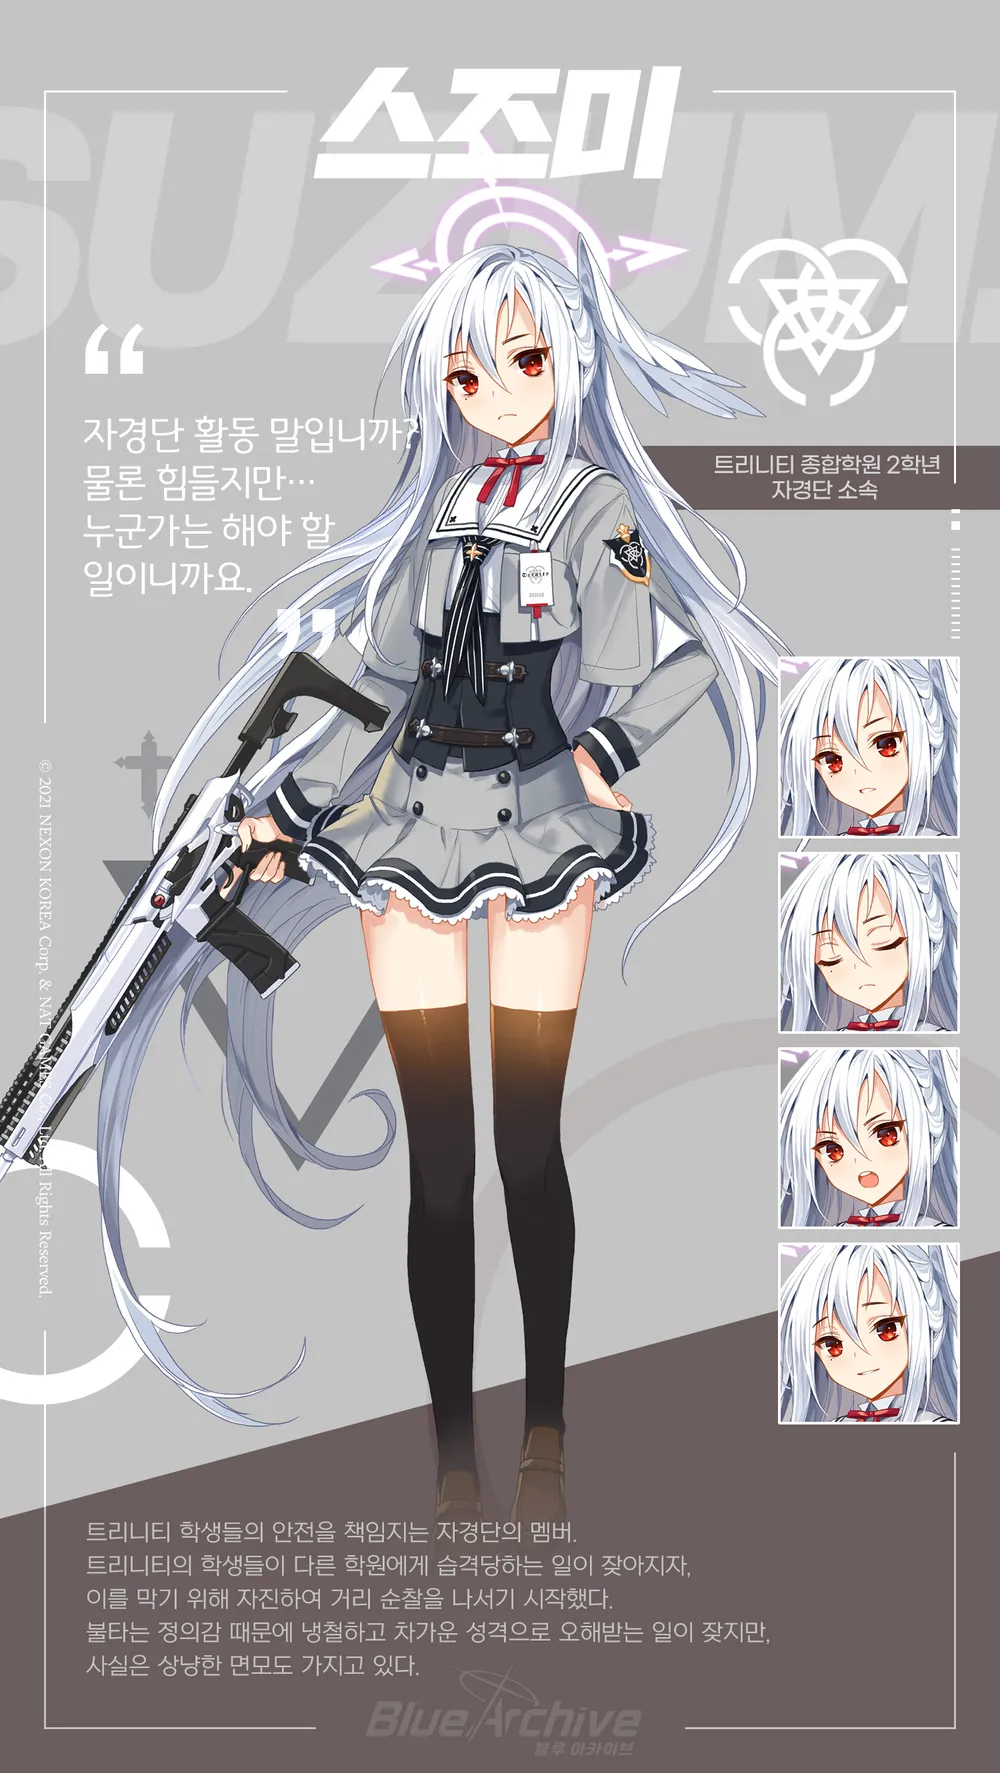 스즈미
SUZUMI
“
자경단 활동 말입니까?
물론 힘들지만…
누군가는 해야 할
일이니까요.
”
트리니티 종합학원 2학년
자경단 소속
© 2021 NEXON KOREA Corp. & NAT GAMES Co., Ltd. All Rights Reserved.
트리니티 학생들의 안전을 책임지는 자경단의 멤버.
트리니티의 학생들이 다른 학원에게 습격당하는 일이 잦아지자,
이를 막기 위해 자진하여 거리 순찰을 나서기 시작했다.
불타는 정의감 때문에 냉철하고 차가운 성격으로 오해받는 일이 잦지만,
사실은 상냥한 면모도 가지고 있다.
Blue Archive
블루 아카이브